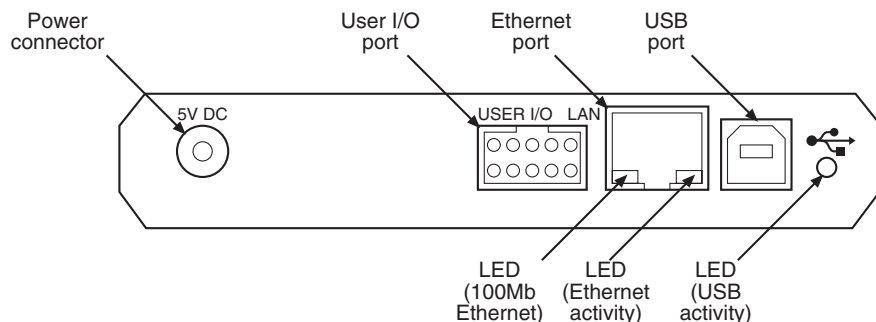 Power
connector
User I/O
port
Ethernet
port
USB
port
5V DC
USER I/O
LAN
LED
(100Mb
Ethernet)
LED
(Ethernet
activity)
LED
(USB
activity)